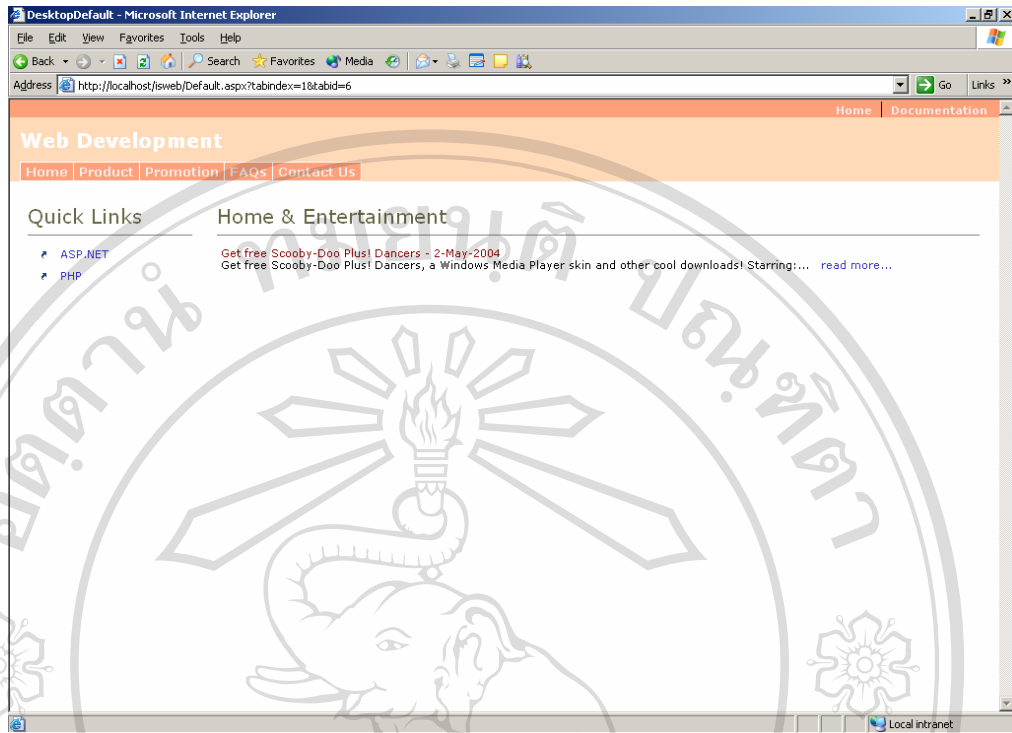 DesktopDefault - Microsoft Internet Explorer
File Edit View Favorites Tools Help
Back Search Favorites Media
Address http://localhost/isweb/Default.aspx?tabindex=1&tabid=6 Go Links »
Home Documentation
Web Development
Home Product Promotion FAQs Contact Us
Quick Links
Home & Entertainment
ASP.NET
PHP
Get free Scooby-Doo Plus! Dancers - 2-May-2004
Get free Scooby-Doo Plus! Dancers, a Windows Media Player skin and other cool downloads! Starring:... read more...
Local intranet